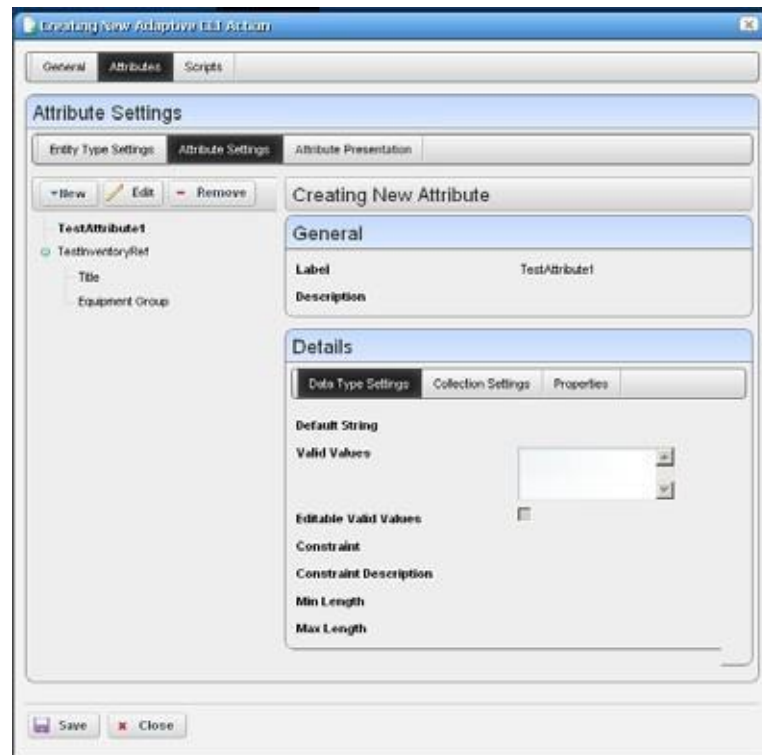 Creating New Adaptive CLI Action
General Attributes Scripts
Attribute Settings
Entity Type Settings Attribute Settings Attribute Presentation
New Edit Remove
Creating New Attribute
TestAttribute1
TestInventoryRef
Title
Equipment Group
General
Label TestAttribute1
Description
Details
Data Type Settings Collection Settings Properties
Default String
Valid Values
Editable Valid Values
Constraint
Constraint Description
Min Length
Max Length
Save Close